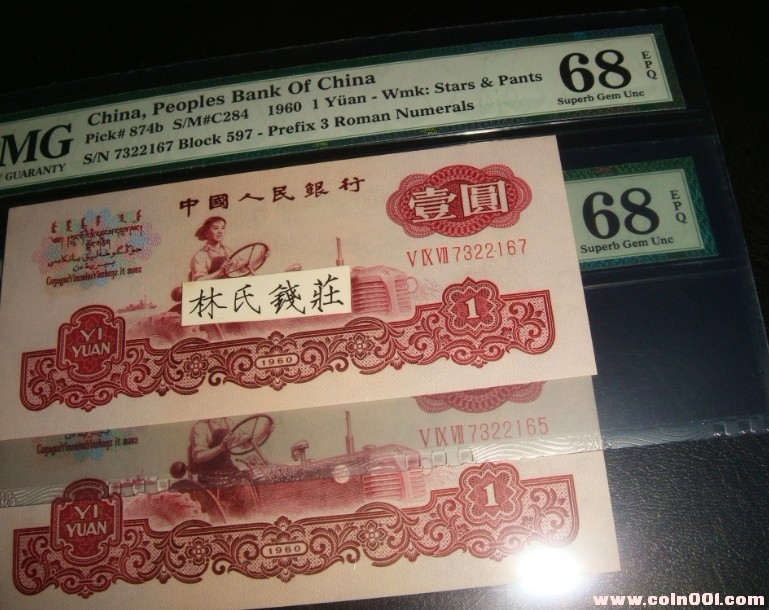 China, Peoples Bank Of China
Pick# 874b S/M#C284 1960 1 Yüan - Wmk: Stars & Pants
S/N 7322167 Block 597 - Prefix 3 Roman Numerals
MG
GUARANTY
68
EPQ
Superb Gem Unc
中國人民銀行
壹圓
V IX VII 7322167
林氏錢莊
YI
YUAN
1960
1
68
EPQ
Superb Gem Unc
V IX VII 7322165
YI
YUAN
1960
1
www.coin001.com